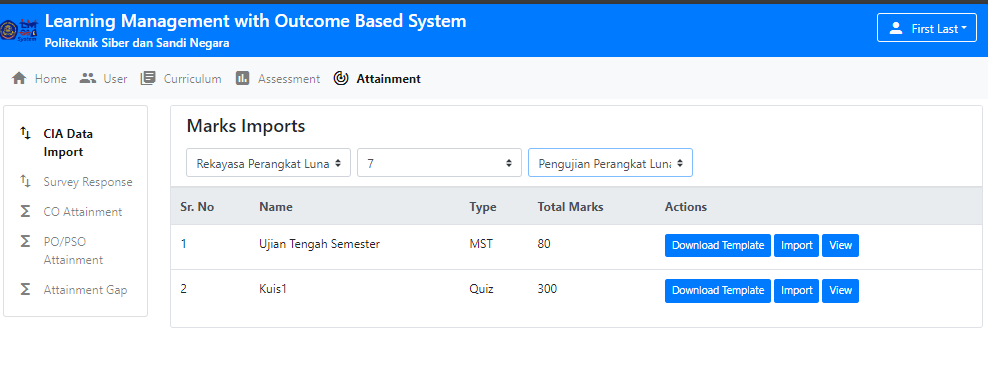 Learning Management with Outcome Based System
Politeknik Siber dan Sandi Negara
First Last
Home User Curriculum Assessment Attainment
CIA Data
Import
Survey Response
CO Attainment
PO/PSO
Attainment
Attainment Gap
Marks Imports
Rekayasa Perangkat Luna 7 Pengujian Perangkat Luna
Sr. No Name Type Total Marks Actions
1 Ujian Tengah Semester MST 80 Download Template Import View
2 Kuis1 Quiz 300 Download Template Import View